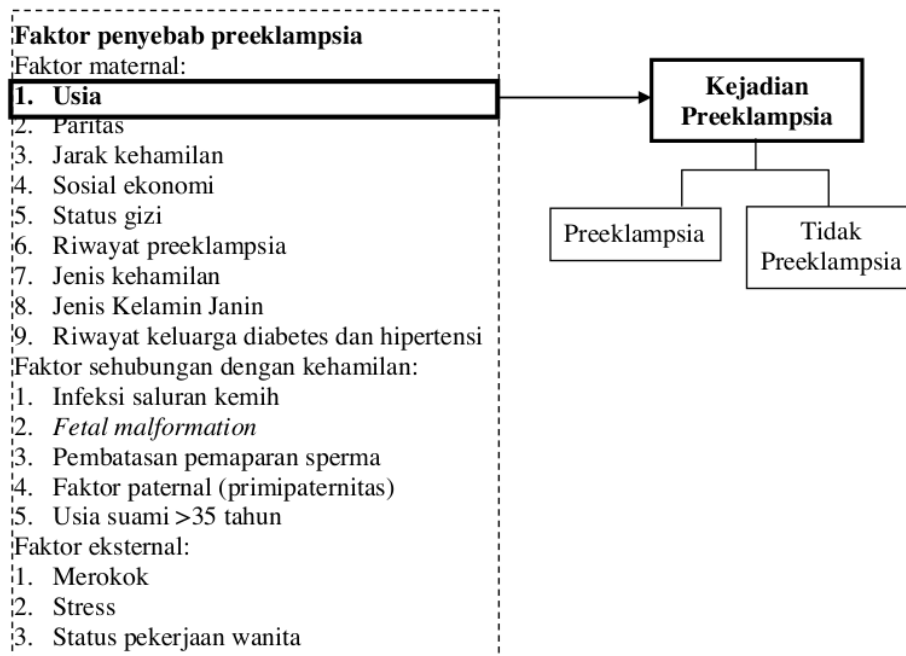 Faktor penyebab preeklampsia
Faktor maternal:
1. Usia
2. Paritas
3. Jarak kehamilan
4. Sosial ekonomi
5. Status gizi
6. Riwayat preeklampsia
7. Jenis kehamilan
8. Jenis Kelamin Janin
9. Riwayat keluarga diabetes dan hipertensi
Faktor sehubungan dengan kehamilan:
1. Infeksi saluran kemih
2. Fetal malformation
3. Pembatasan pemaparan sperma
4. Faktor paternal (primipaternitas)
5. Usia suami >35 tahun
Faktor eksternal:
1. Merokok
2. Stress
3. Status pekerjaan wanita
Kejadian
Preeklampsia
Preeklampsia
Tidak
Preeklampsia